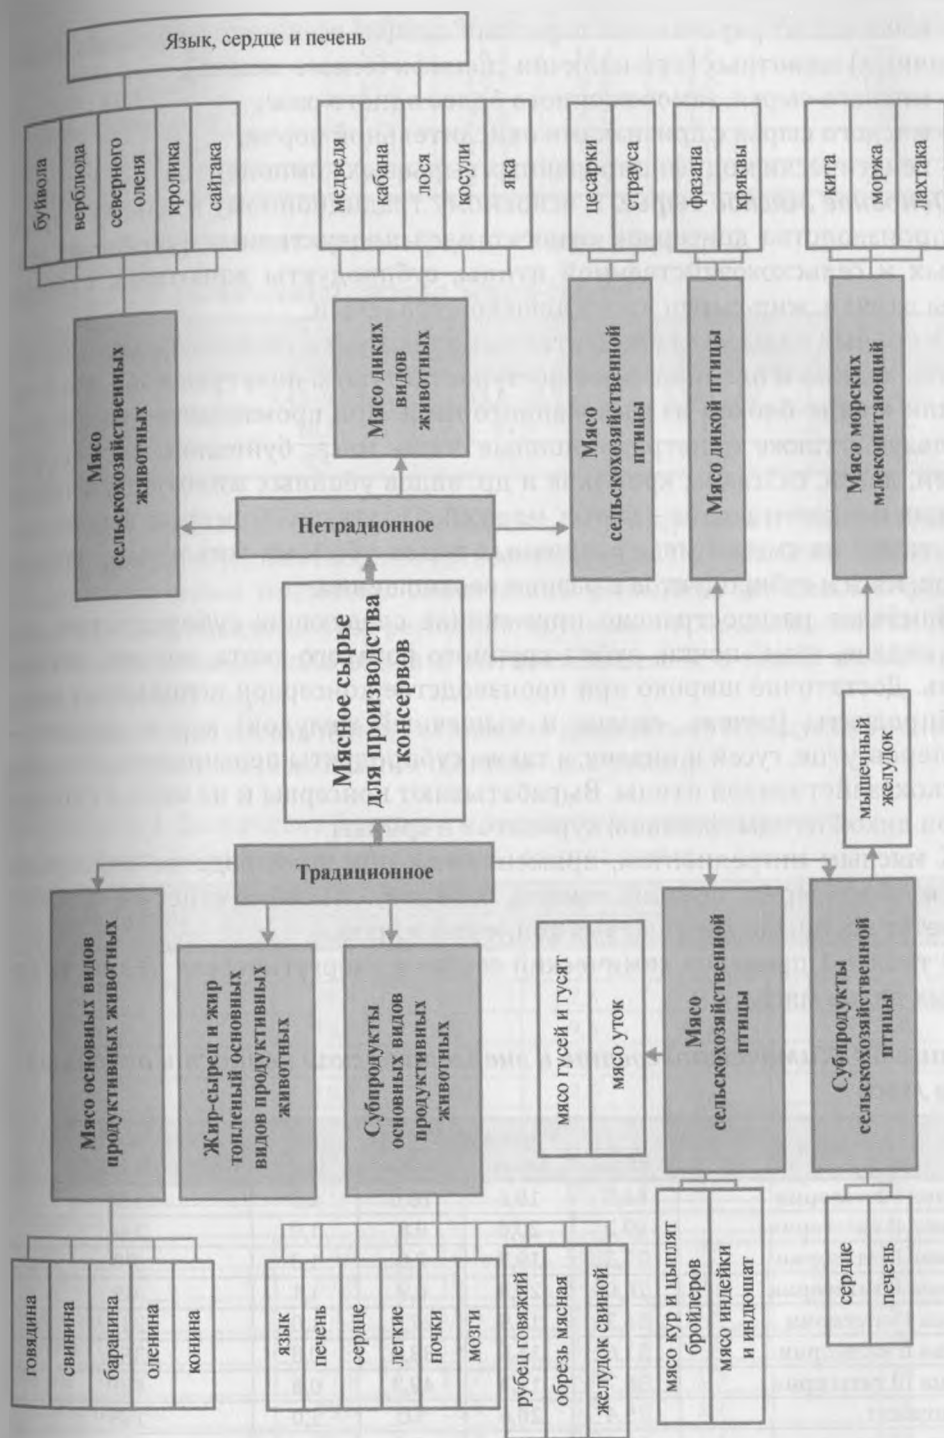 говядина
свинина
баранина
оленина
конина
язык
печень
сердце
легкие
почки
мозги
рубец говяжий
обрезь мясная
желудок свиной
мясо кур и цыплят
бройлеров
мясо индейки
и индюшат
сердце
печень
Мясо основных видов
продуктивных животных
Жир-сырец и жир
топленый основных
видов продуктивных
животных
Субпродукты
основных видов
продуктивных
животных
мясо гусей и гусят
мясо уток
Мясо
сельскохозяйственной
птицы
Субпродукты
сельскохозяйственной
птицы
мышечный
желудок
Традиционное
Мясное сырье
для производства
консервов
Нетрадионное
Мясо
сельскохозяйственных
животных
Мясо диких
видов
животных
Мясо
сельскохозяйственной
птицы
Мясо дикой птицы
Мясо морских
млекопитающий
буйвола
верблюда
северного
оленя
кролика
сайгака
Язык, сердце и печень
медведя
кабана
лося
косули
яка
цесарки
страуса
фазана
рябчика
кита
моржа
лахтака